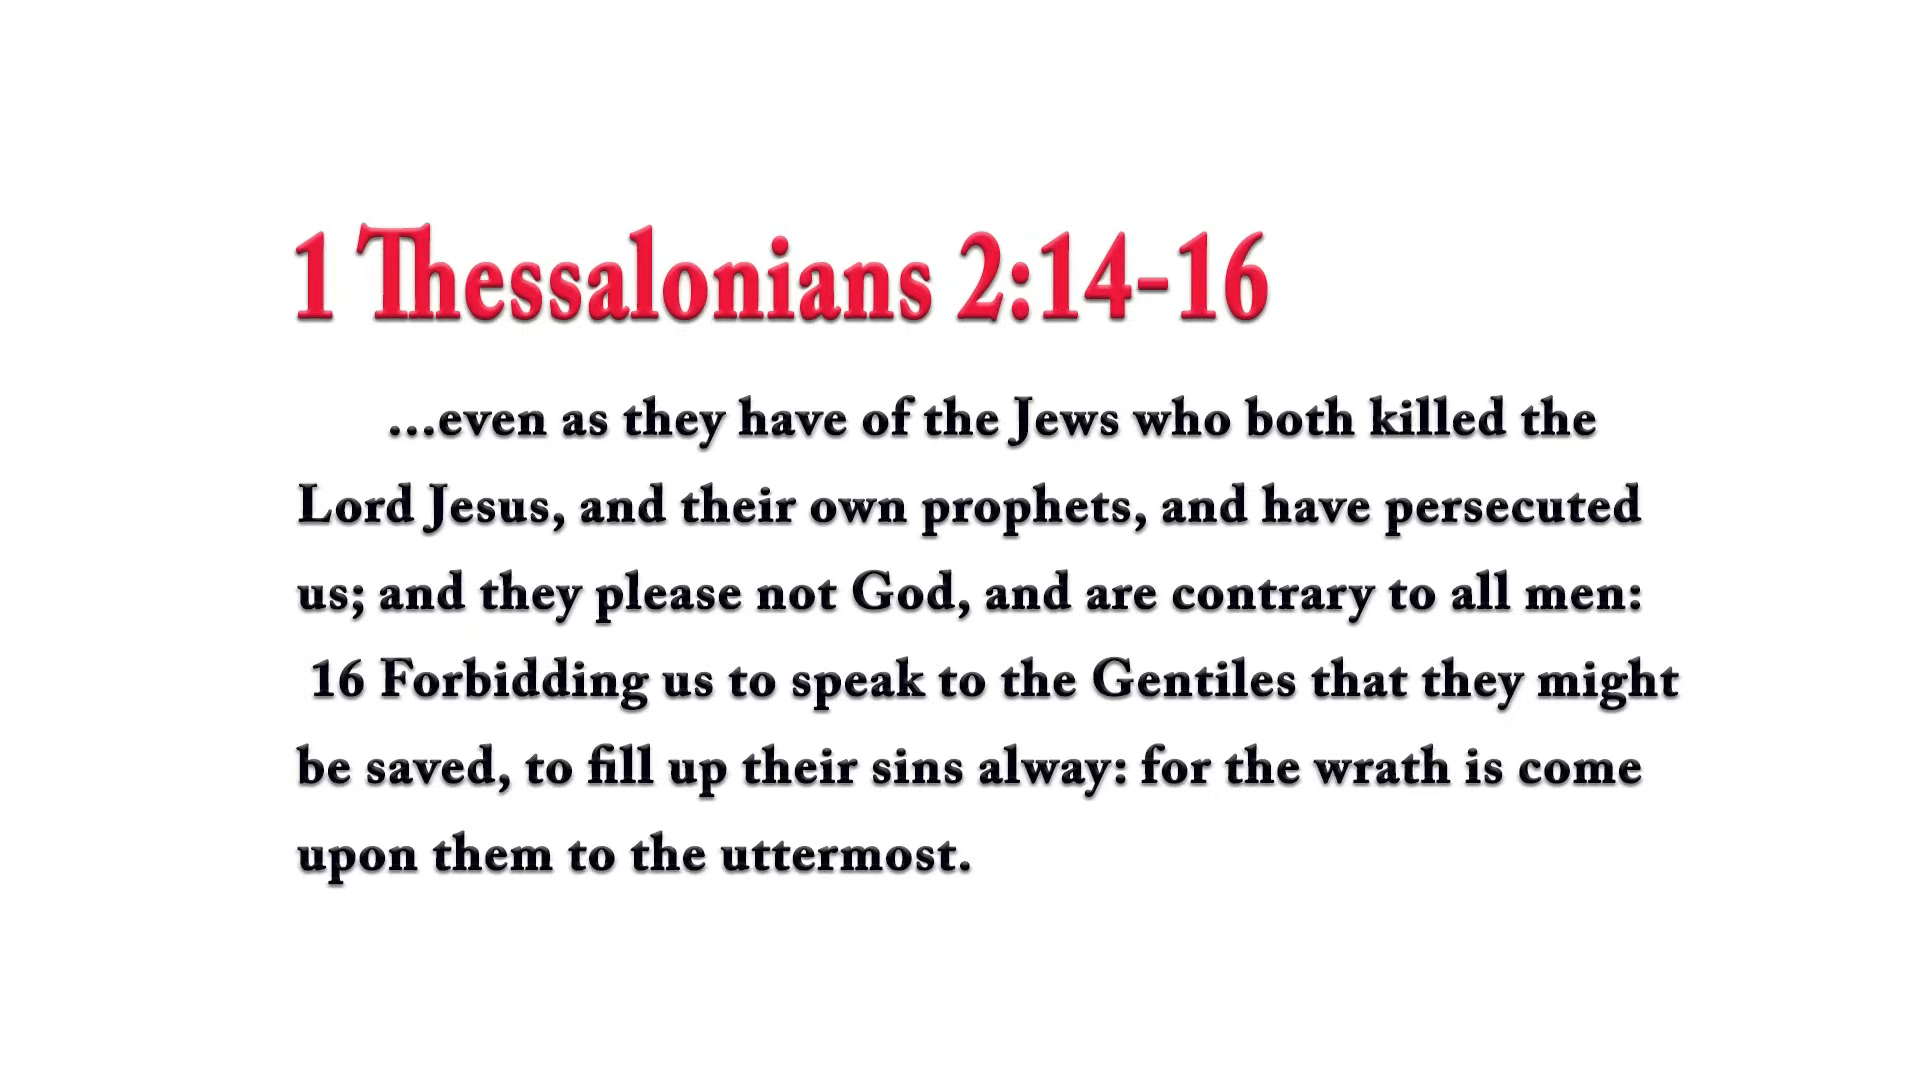 1 Thessalonians 2:14-16
...even as they have of the Jews who both killed the
Lord Jesus, and their own prophets, and have persecuted
us; and they please not God, and are contrary to all men:
16 Forbidding us to speak to the Gentiles that they might
be saved, to fill up their sins alway: for the wrath is come
upon them to the uttermost.